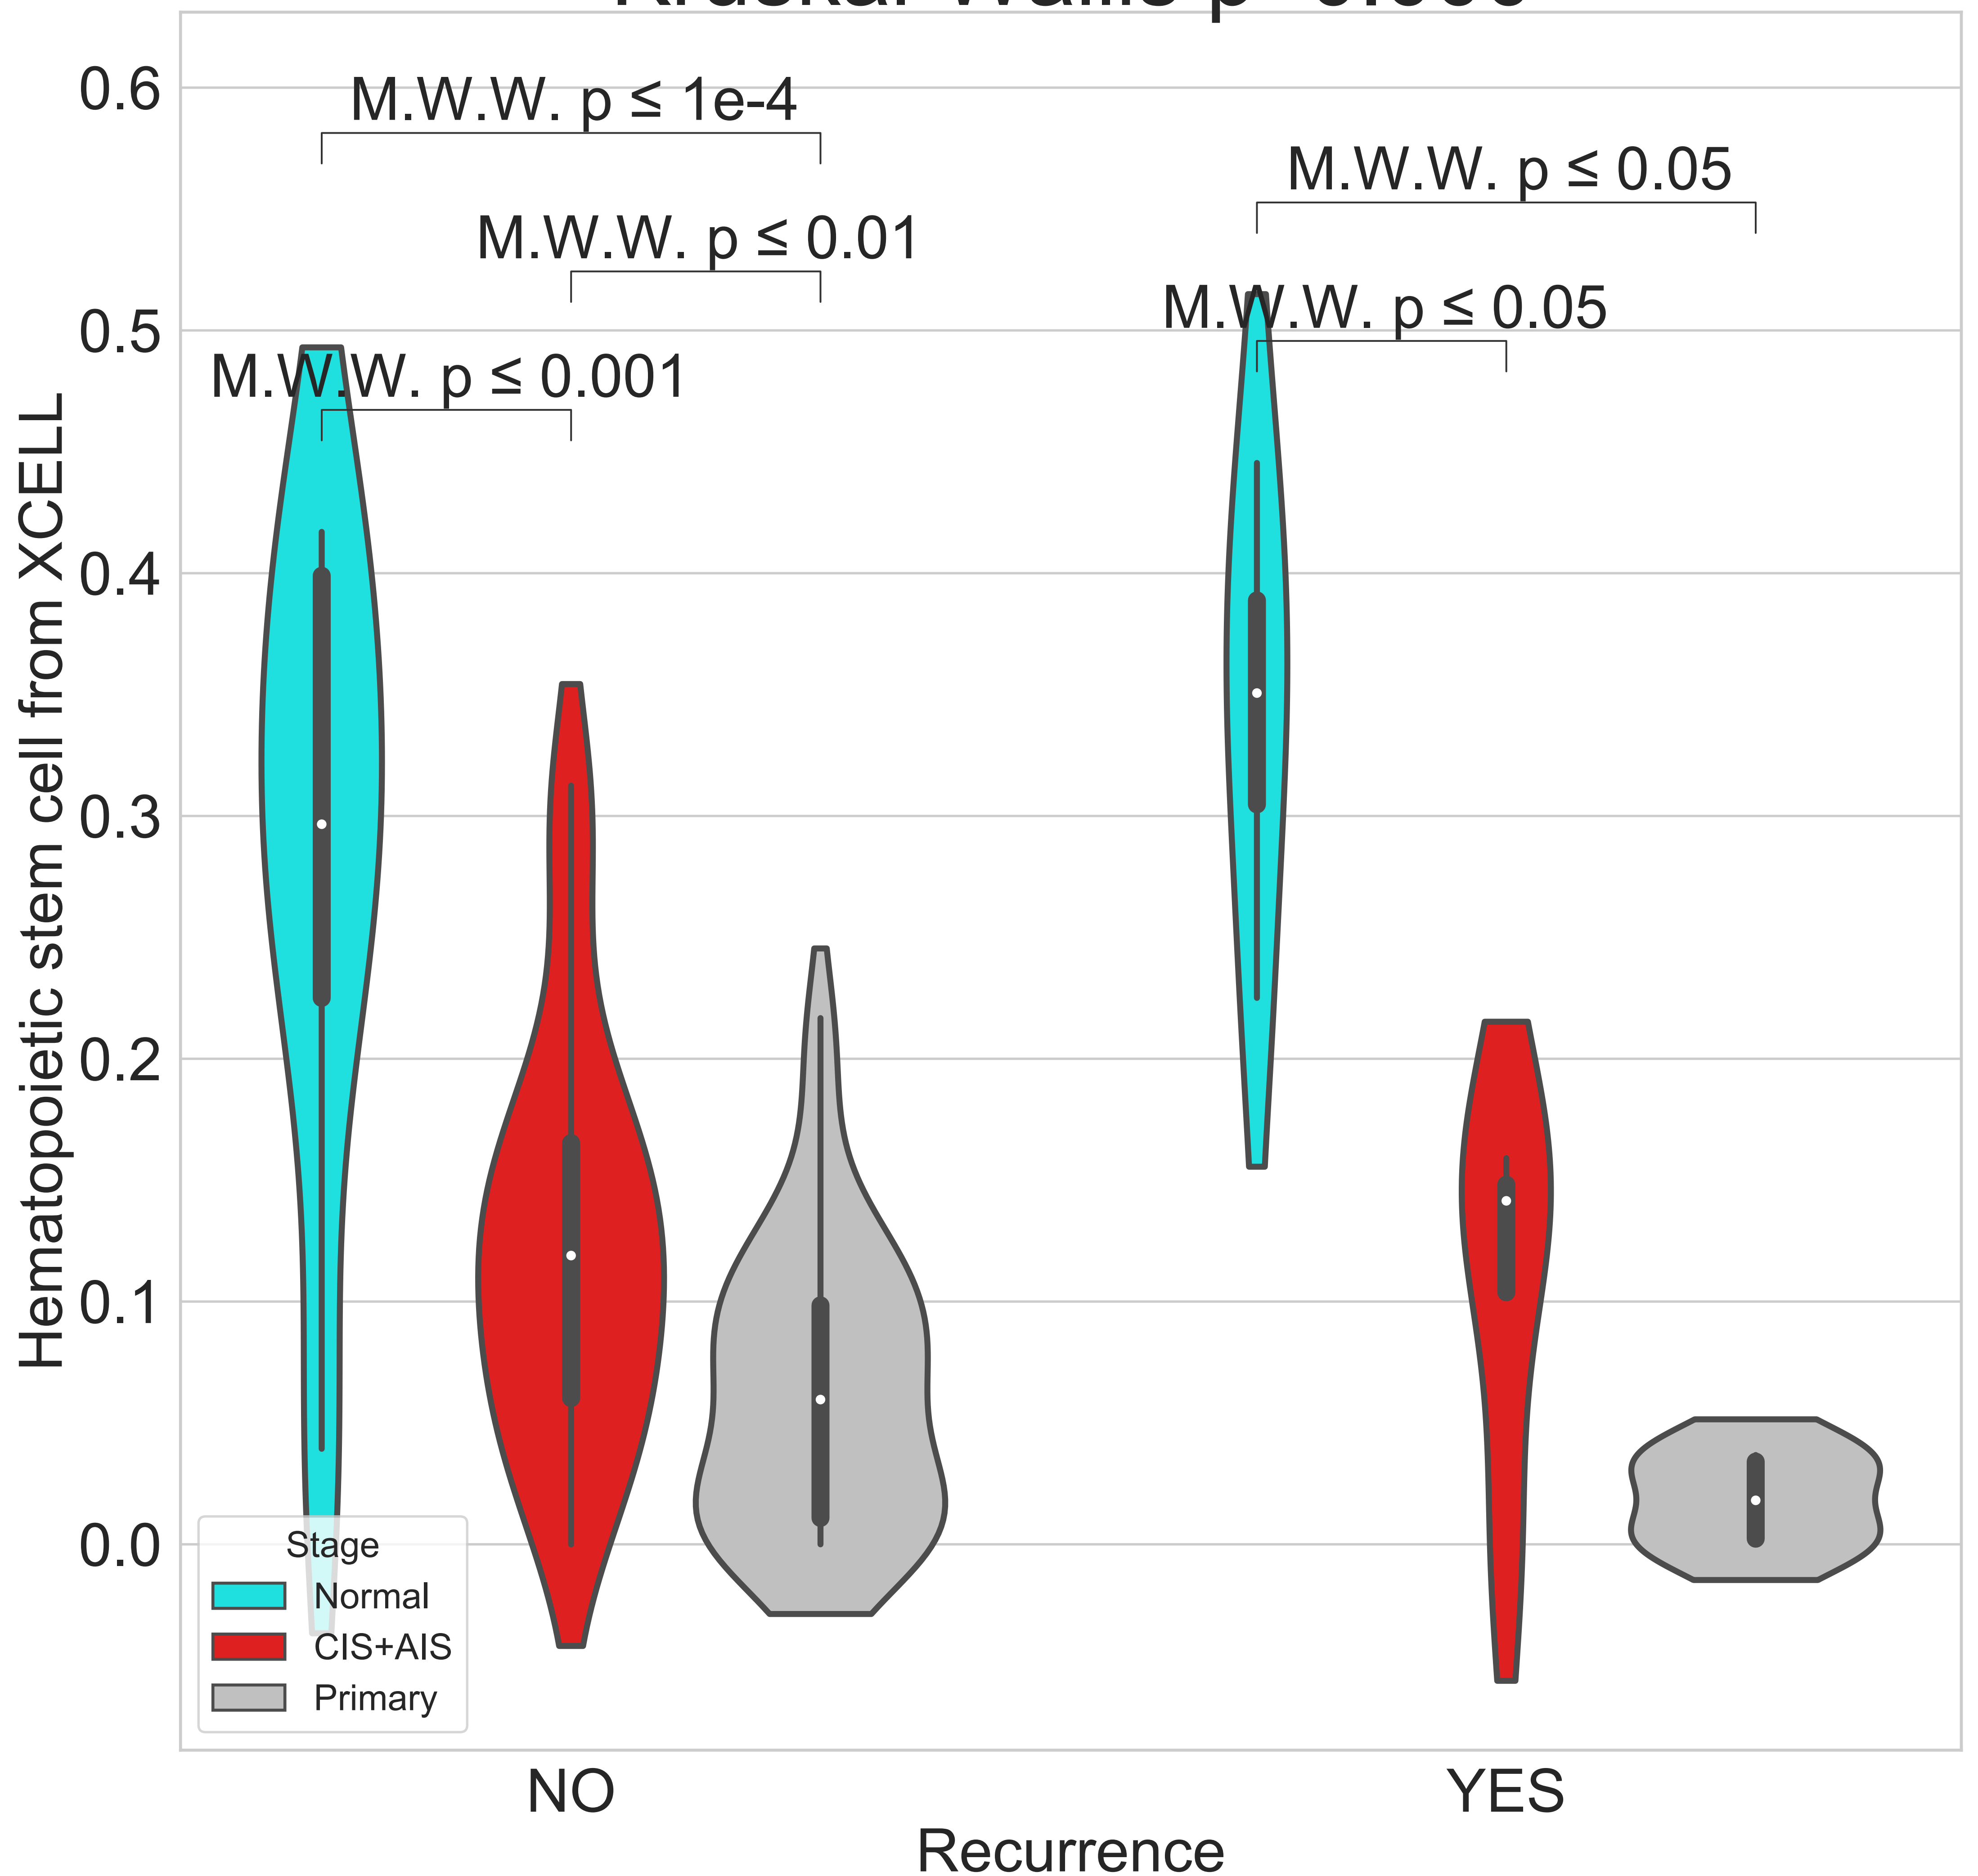 0.6
0.5
0.4
0.3
0.2
0.1
0.0
Hematopoietic stem cell from XCELL
M.W.W. p ≤ 1e-4
M.W.W. p ≤ 0.01
M.W.W. p ≤ 0.001
M.W.W. p ≤ 0.05
M.W.W. p ≤ 0.05
Stage
Normal
CIS+AIS
Primary
NO
YES
Recurrence